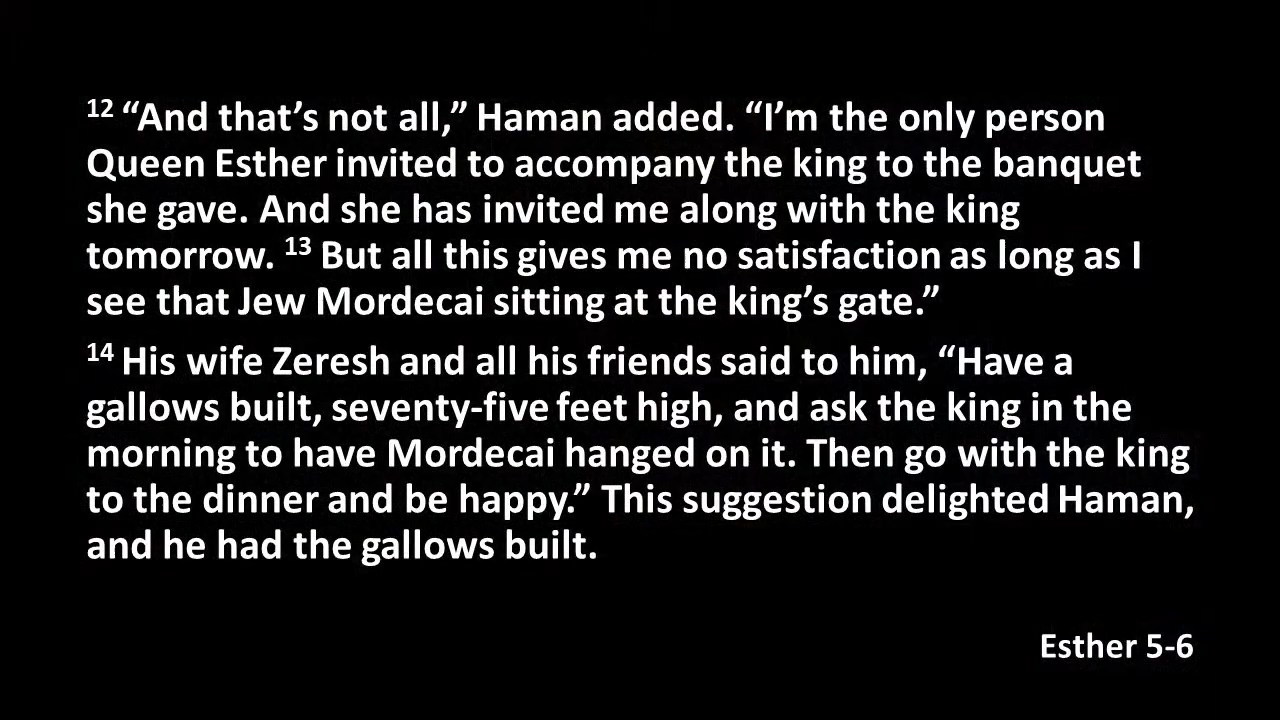 12 “And that’s not all,” Haman added. “I’m the only person
Queen Esther invited to accompany the king to the banquet
she gave. And she has invited me along with the king
tomorrow. 13 But all this gives me no satisfaction as long as I
see that Jew Mordecai sitting at the king’s gate.”
14 His wife Zeresh and all his friends said to him, “Have a
gallows built, seventy-five feet high, and ask the king in the
morning to have Mordecai hanged on it. Then go with the king
to the dinner and be happy.” This suggestion delighted Haman,
and he had the gallows built.
Esther 5-6